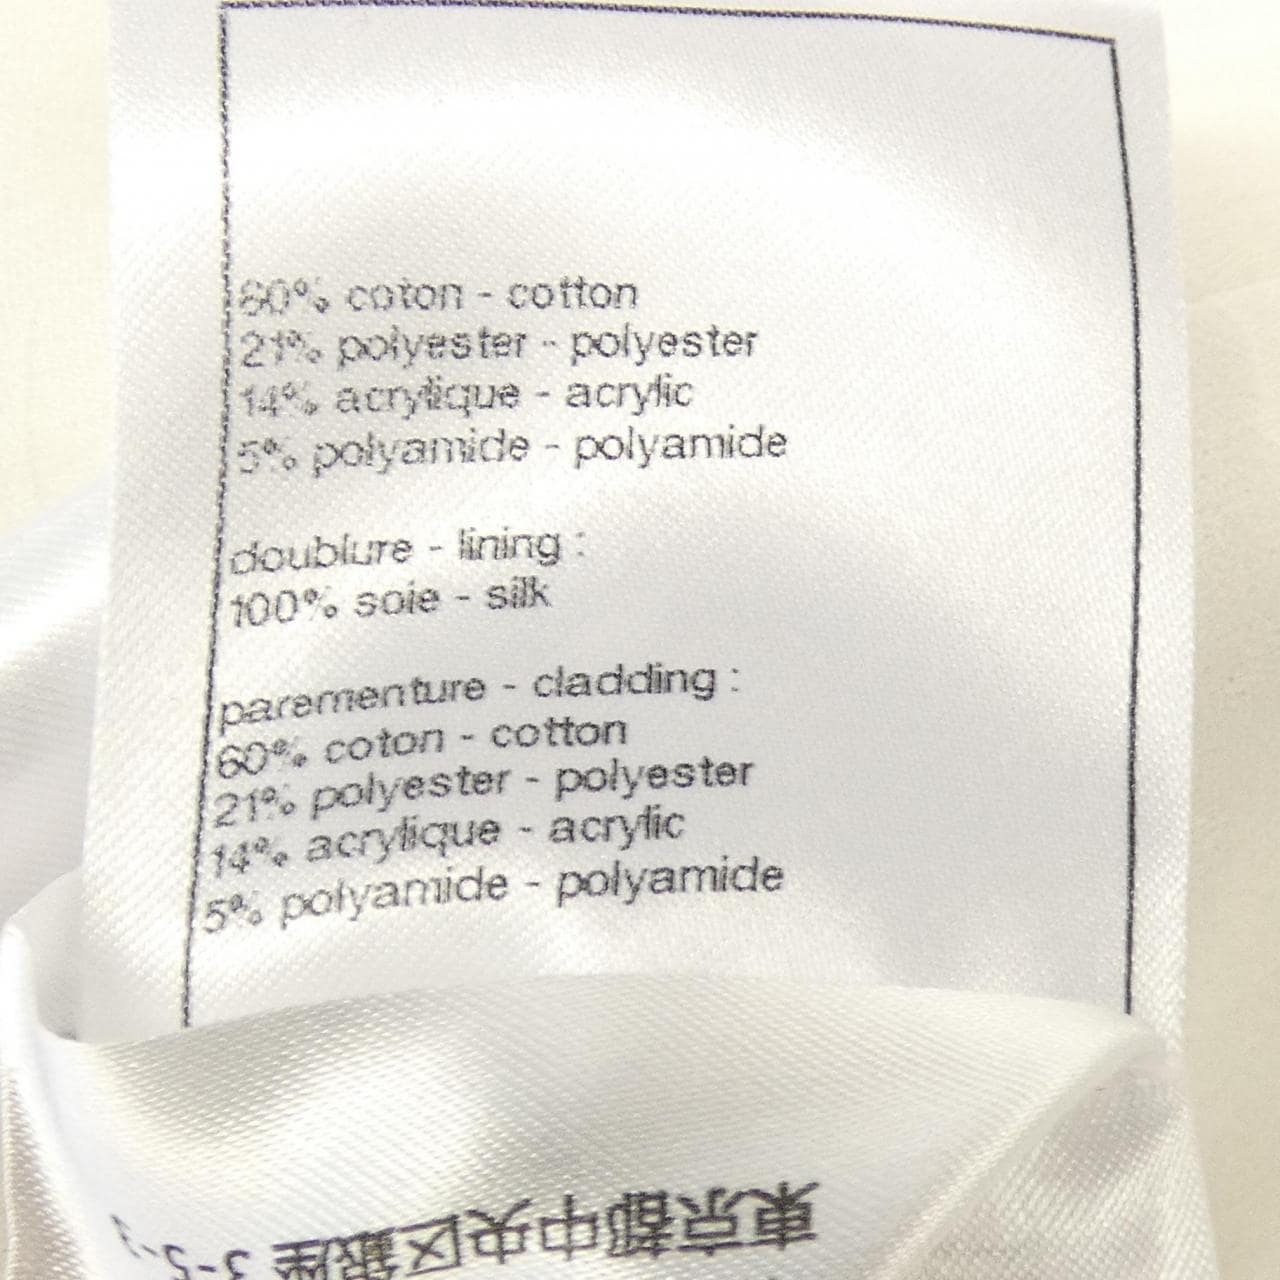 60% coton - cotton
21% polyester - polyester
14% acrylique - acrylic
5% polyamide - polyamide
doublure - lining :
100% soie - silk
parementure - cladding :
60% coton - cotton
21% polyester - polyester
14% acrylique - acrylic
5% polyamide - polyamide
東京都中央区銀座 3-5-3